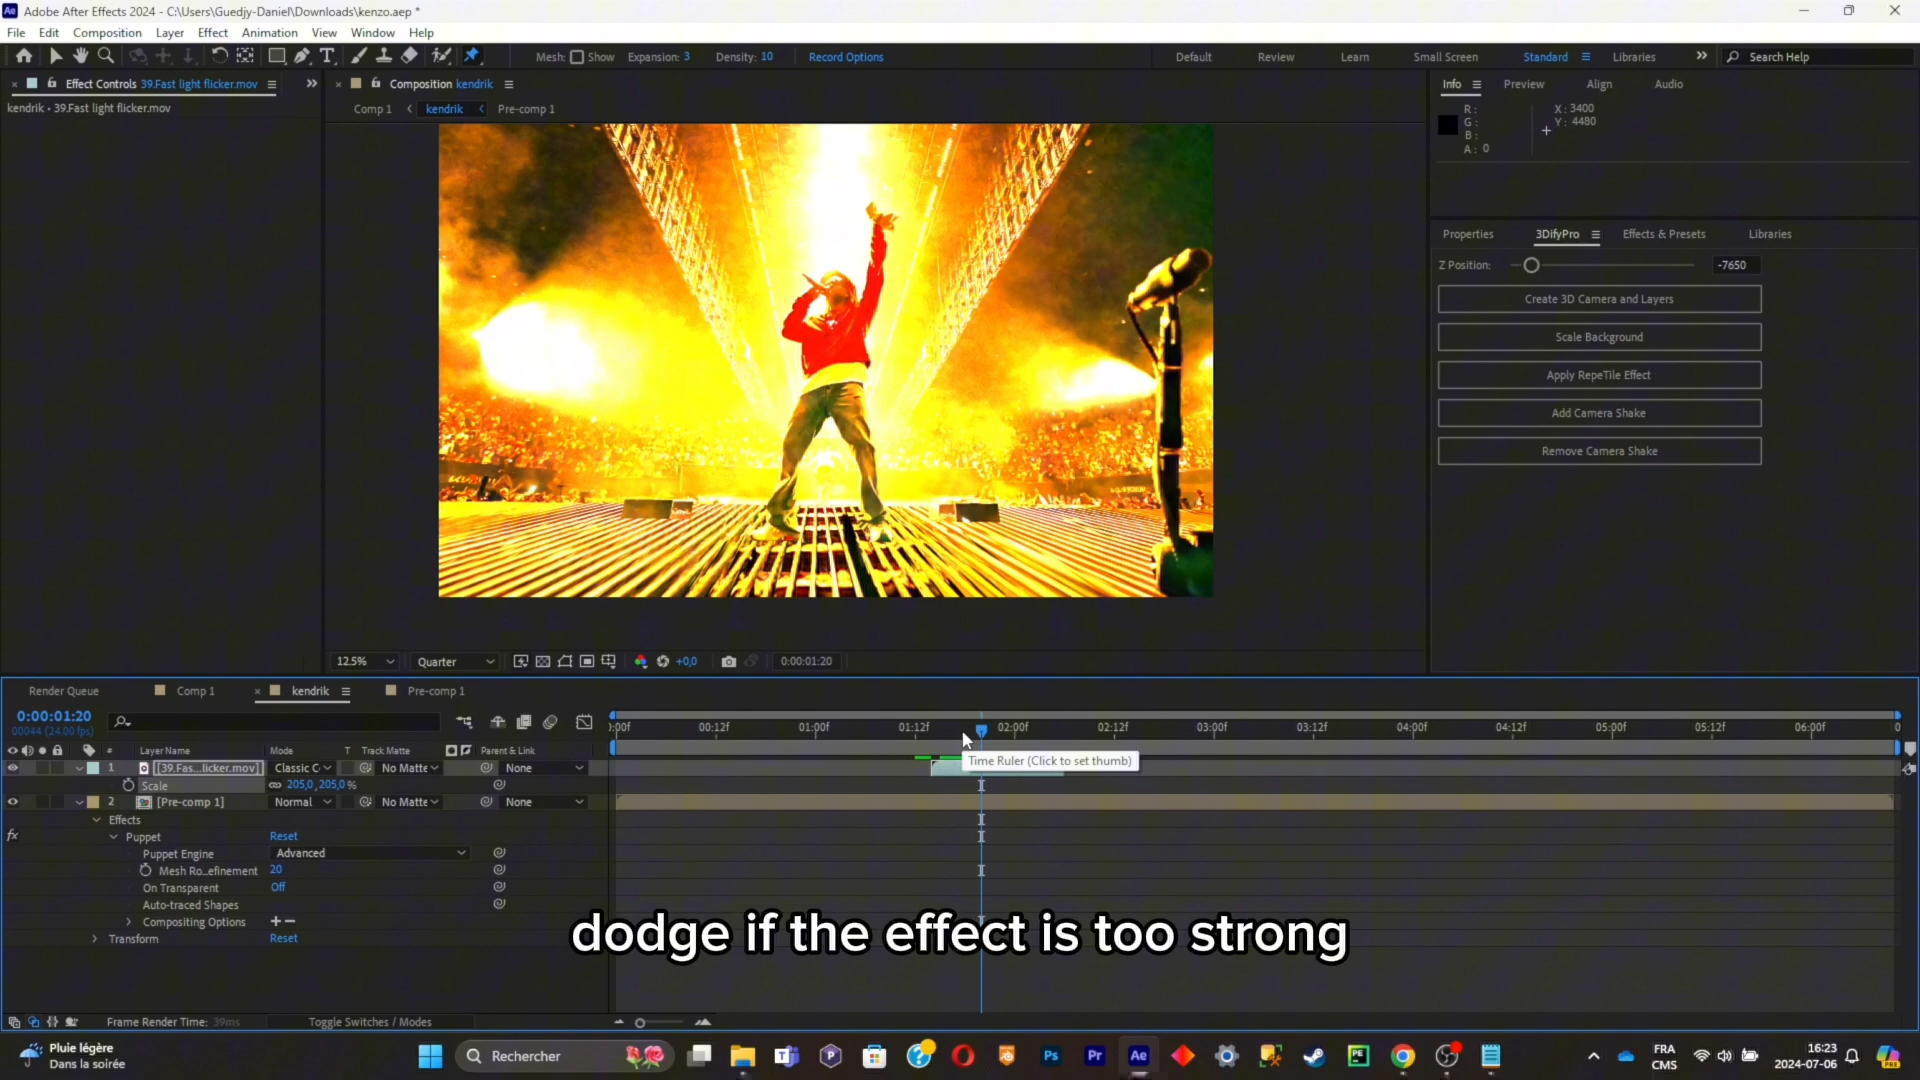 Adobe After Effects 2024 - C:\Users\Guedjy-Daniel\Downloads\kenzo.aep *
File Edit Composition Layer Effect Animation View Window Help
Mesh: Show Expansion: 3 Density: 10 Record Options Default Review Learn Small Screen Standard Libraries Search Help
Effect Controls 39.Fast light flicker.mov
kendrik • 39.Fast light flicker.mov
Composition kendrik
Comp 1 kendrik Pre-comp 1
Info Preview Align Audio
R:
G:
B:
A: 0
X: 3400
Y: 4480
Properties 3DifyPro Effects & Presets Libraries
Z Position: -7650
Create 3D Camera and Layers
Scale Background
Apply RepeTile Effect
Add Camera Shake
Remove Camera Shake
12.5% Quarter +0,0 0:00:01:20
Render Queue Comp 1 kendrik Pre-comp 1
0:00:01:20
00044 (24.00 fps)
):00f 00:12f 01:00f 01:12f 02:00f 02:12f 03:00f 03:12f 04:00f 04:12f 05:00f 05:12f 06:00f 0
# Layer Name Mode T Track Matte Parent & Link
1 [39.Fas...licker.mov] Classic C No Matte None
Time Ruler (Click to set thumb)
Scale 205,0, 205,0 %
2 [Pre-comp 1] Normal No Matte None
Effects
fx Puppet Reset
Puppet Engine Advanced
Mesh Ro...efinement 20
On Transparent Off
Auto-traced Shapes
Compositing Options + −
Transform Reset
dodge if the effect is too strong
Frame Render Time: 39ms Toggle Switches / Modes
Pluie légère
Dans la soirée
Rechercher
Ps Pr Ae PE
FRA
CMS
16:23
2024-07-06